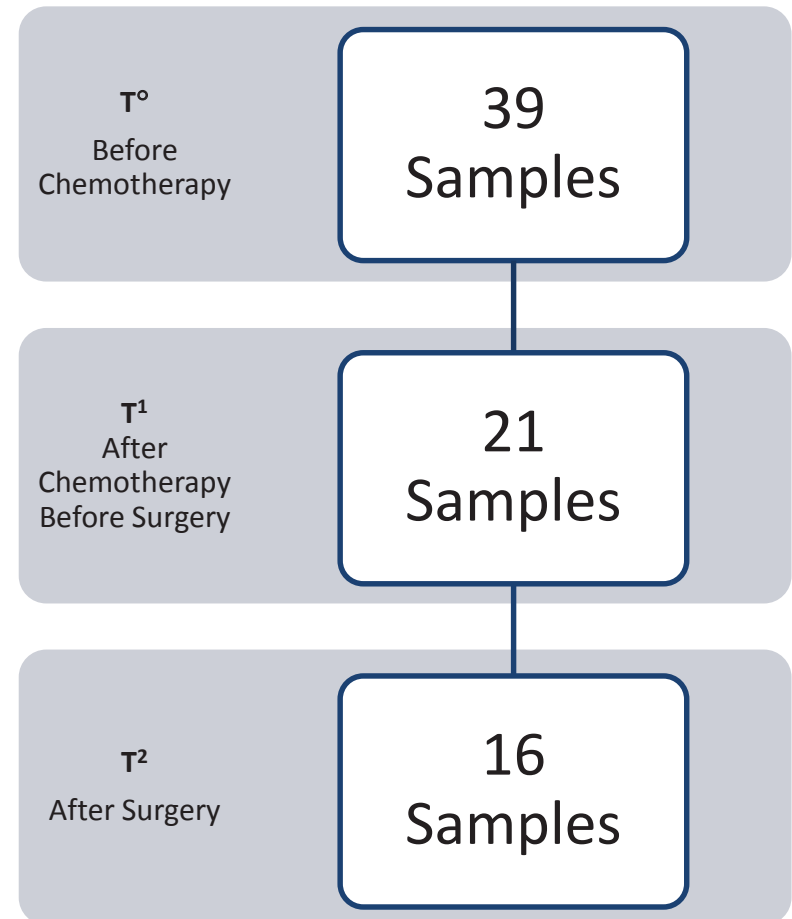 T°
Before
Chemotherapy
39
Samples
T¹
After
Chemotherapy
Before Surgery
21
Samples
T²
After Surgery
16
Samples